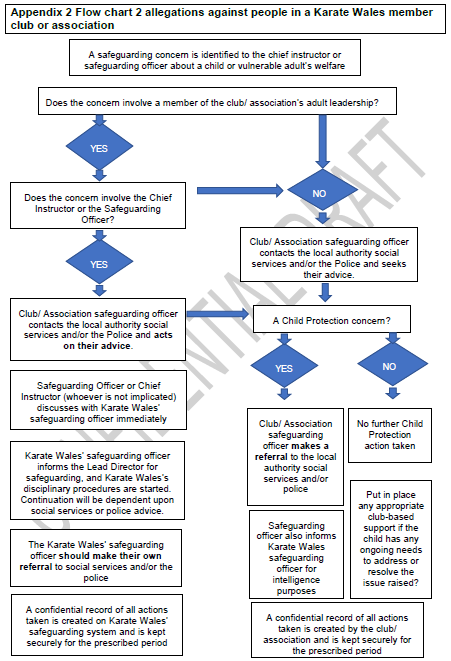 Appendix 2 Flow chart 2 allegations against people in a Karate Wales member
club or association
A safeguarding concern is identified to the chief instructor or
safeguarding officer about a child or vulnerable adult's welfare
Does the concern involve a member of the club/ association's adult leadership?
YES
Does the concern involve the Chief
Instructor or the Safeguarding
Officer?
NO
Club/ Association safeguarding officer
contacts the local authority social
services and/or the Police and seeks
their advice.
YES
Club/ Association safeguarding officer
contacts the local authority social
services and/or the Police and acts
on their advice.
A Child Protection concern?
YES
NO
Safeguarding Officer or Chief
Instructor (whoever is not implicated)
discusses with Karate Wales'
safeguarding officer immediately
Club/ Association
safeguarding
officer makes a
referral to the local
authority social
services and/or
police
No further Child
Protection
action taken
Karate Wales' safeguarding officer
informs the Lead Director for
safeguarding, and Karate Wales's
disciplinary procedures are started.
Continuation will be dependent upon
social services or police advice.
Put in place
any appropriate
club-based
support if the
child has any
ongoing needs
to address or
resolve the
issue raised?
Safeguarding
officer also informs
Karate Wales
safeguarding
officer for
intelligence
purposes
The Karate Wales' safeguarding
officer should make their own
referral to social services and/or the
police
A confidential record of all actions
taken is created on Karate Wales'
safeguarding system and is kept
securely for the prescribed period
A confidential record of all actions
taken is created by the club/
association and is kept securely for
the prescribed period
CONFIDENTIAL DRAFT